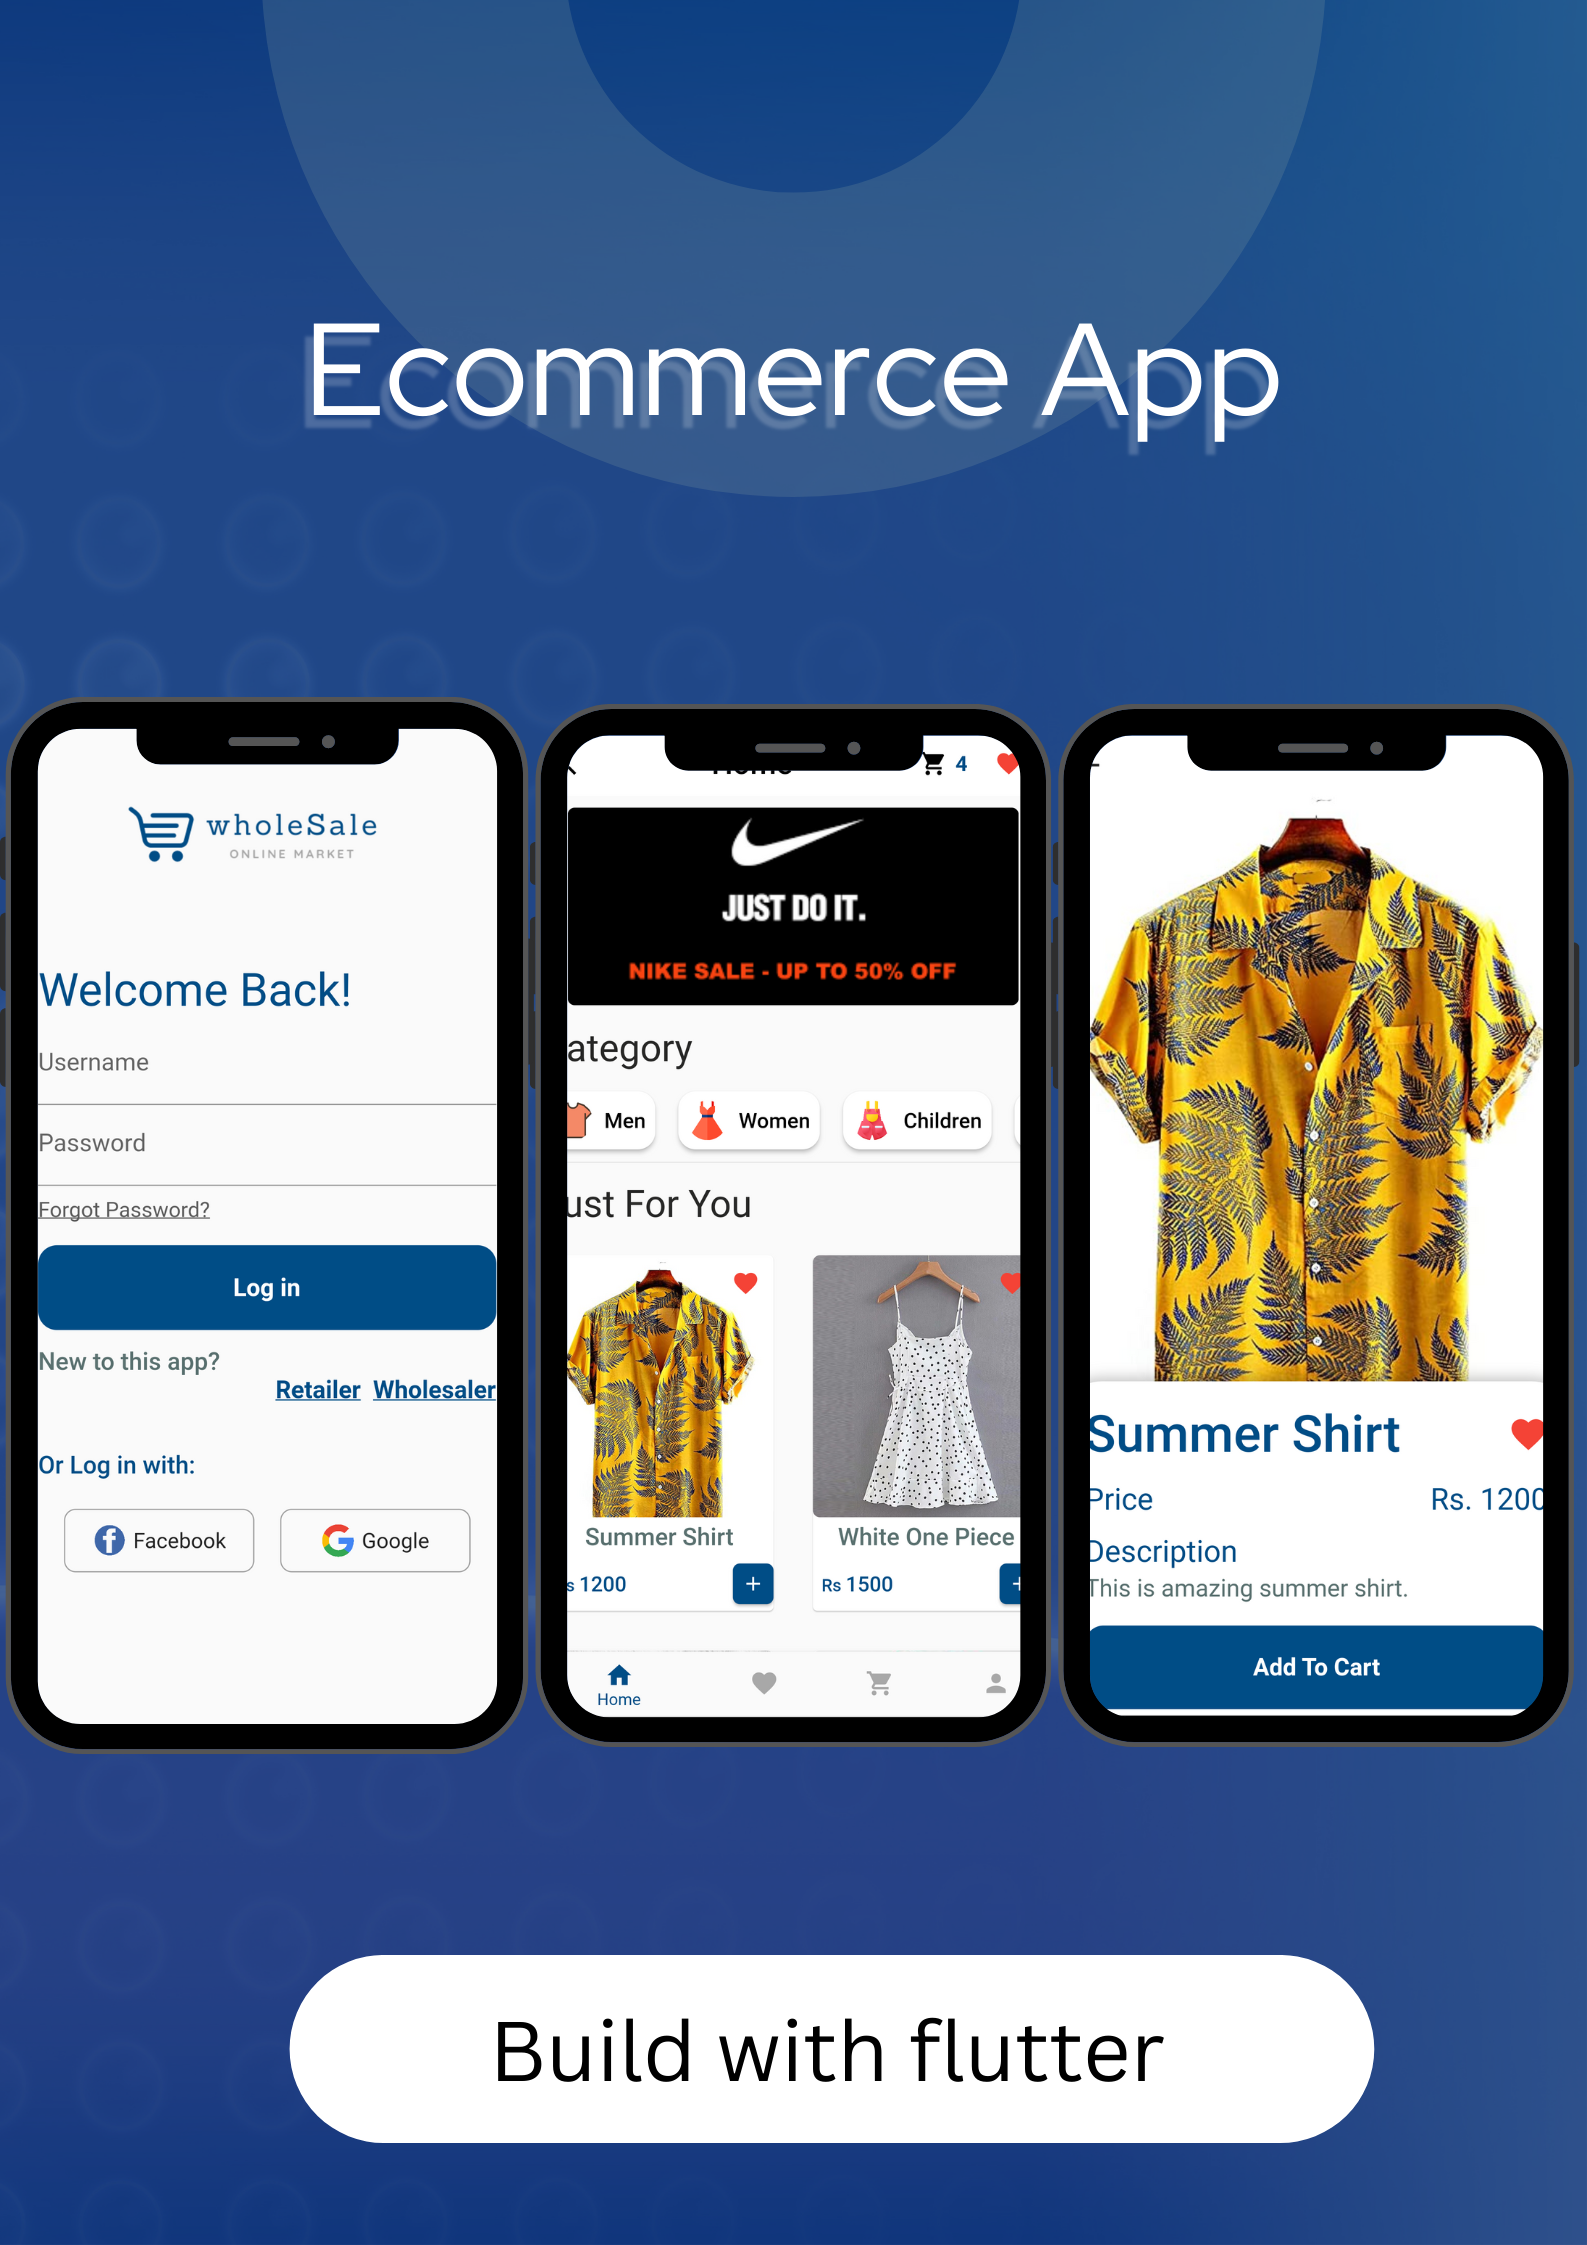 Ecommerce App
wholeSale
ONLINE MARKET
Welcome Back!
Username
Password
Forgot Password?
Log in
New to this app?
Retailer Wholesaler
Or Log in with:
Facebook Google
Home 4
JUST DO IT.
NIKE SALE - UP TO 50% OFF
ategory
Men Women Children
ust For You
Summer Shirt White One Piece
s 1200 Rs 1500
Home
Summer Shirt
Price Rs. 1200
Description
This is amazing summer shirt.
Add To Cart
Build with flutter